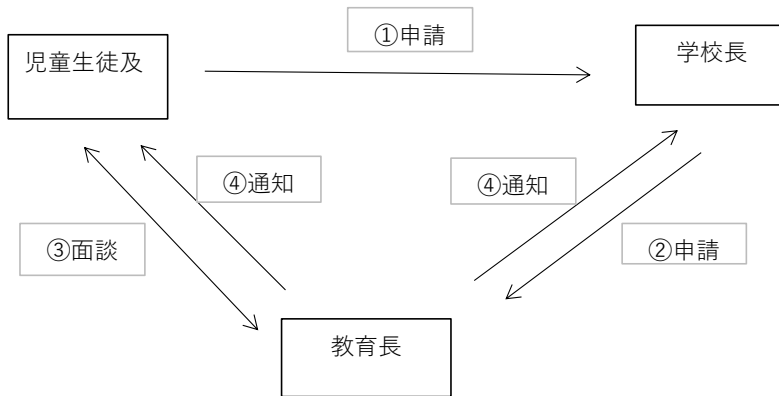 ①申請
児童生徒及
学校長
④通知
④通知
③面談
②申請
教育長